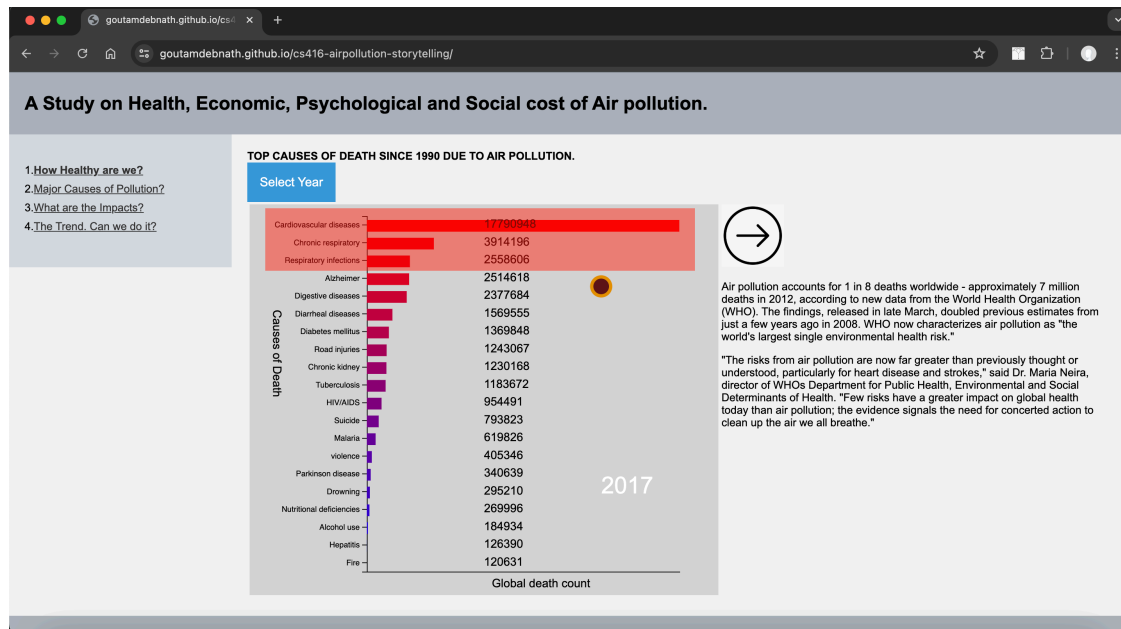 goutamdebnath.github.io/cs4
goutamdebnath.github.io/cs416-airpollution-storytelling/
A Study on Health, Economic, Psychological and Social cost of Air pollution.
1.How Healthy are we?
2.Major Causes of Pollution?
3.What are the Impacts?
4.The Trend. Can we do it?
TOP CAUSES OF DEATH SINCE 1990 DUE TO AIR POLLUTION.
Select Year
Causes of Death
Cardiovascular diseases 17790948
Chronic respiratory 3914196
Respiratory infections 2558606
Alzheimer 2514618
Digestive diseases 2377684
Diarrheal diseases 1569555
Diabetes mellitus 1369848
Road injuries 1243067
Chronic kidney 1230168
Tuberculosis 1183672
HIV/AIDS 954491
Suicide 793823
Malaria 619826
violence 405346
Parkinson disease 340639
Drowning 295210
Nutritional deficiencies 269996
Alcohol use 184934
Hepatitis 126390
Fire 120631
2017
Global death count
Air pollution accounts for 1 in 8 deaths worldwide - approximately 7 million
deaths in 2012, according to new data from the World Health Organization
(WHO). The findings, released in late March, doubled previous estimates from
just a few years ago in 2008. WHO now characterizes air pollution as "the
world's largest single environmental health risk."
"The risks from air pollution are now far greater than previously thought or
understood, particularly for heart disease and strokes," said Dr. Maria Neira,
director of WHOs Department for Public Health, Environmental and Social
Determinants of Health. "Few risks have a greater impact on global health
today than air pollution; the evidence signals the need for concerted action to
clean up the air we all breathe."